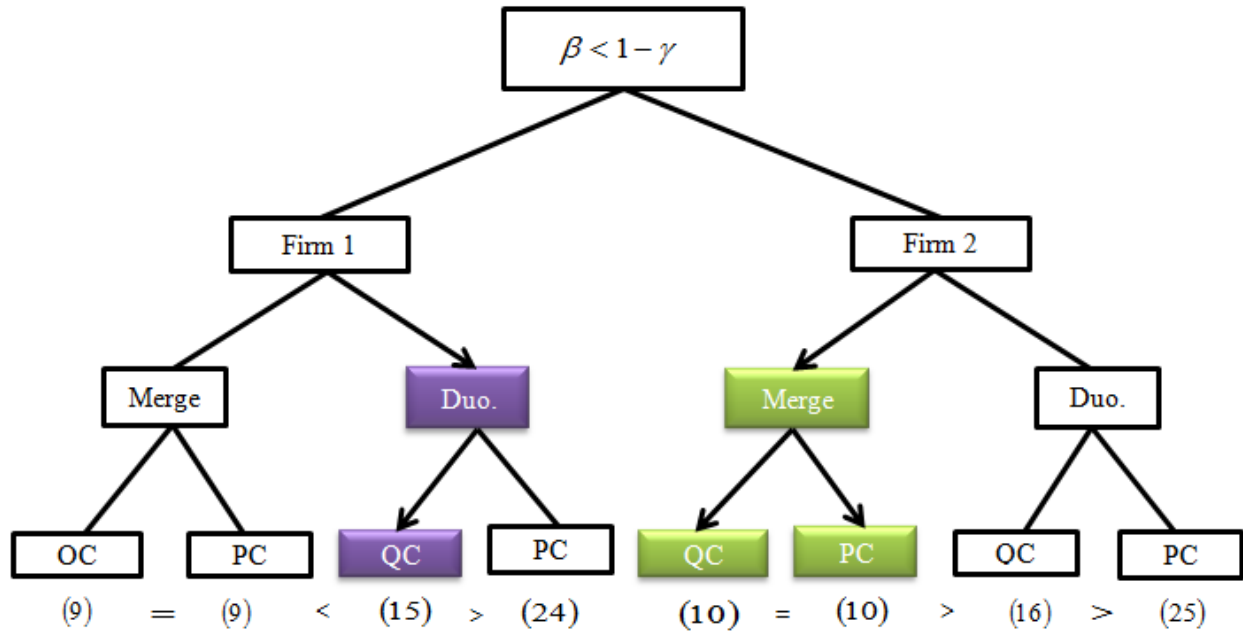 β < 1 − γ
Firm 1 Firm 2
Merge Duo. Merge Duo.
OC PC QC PC QC PC QC PC
(9) = (9) < (15) > (24) (10) = (10) > (16) > (25)